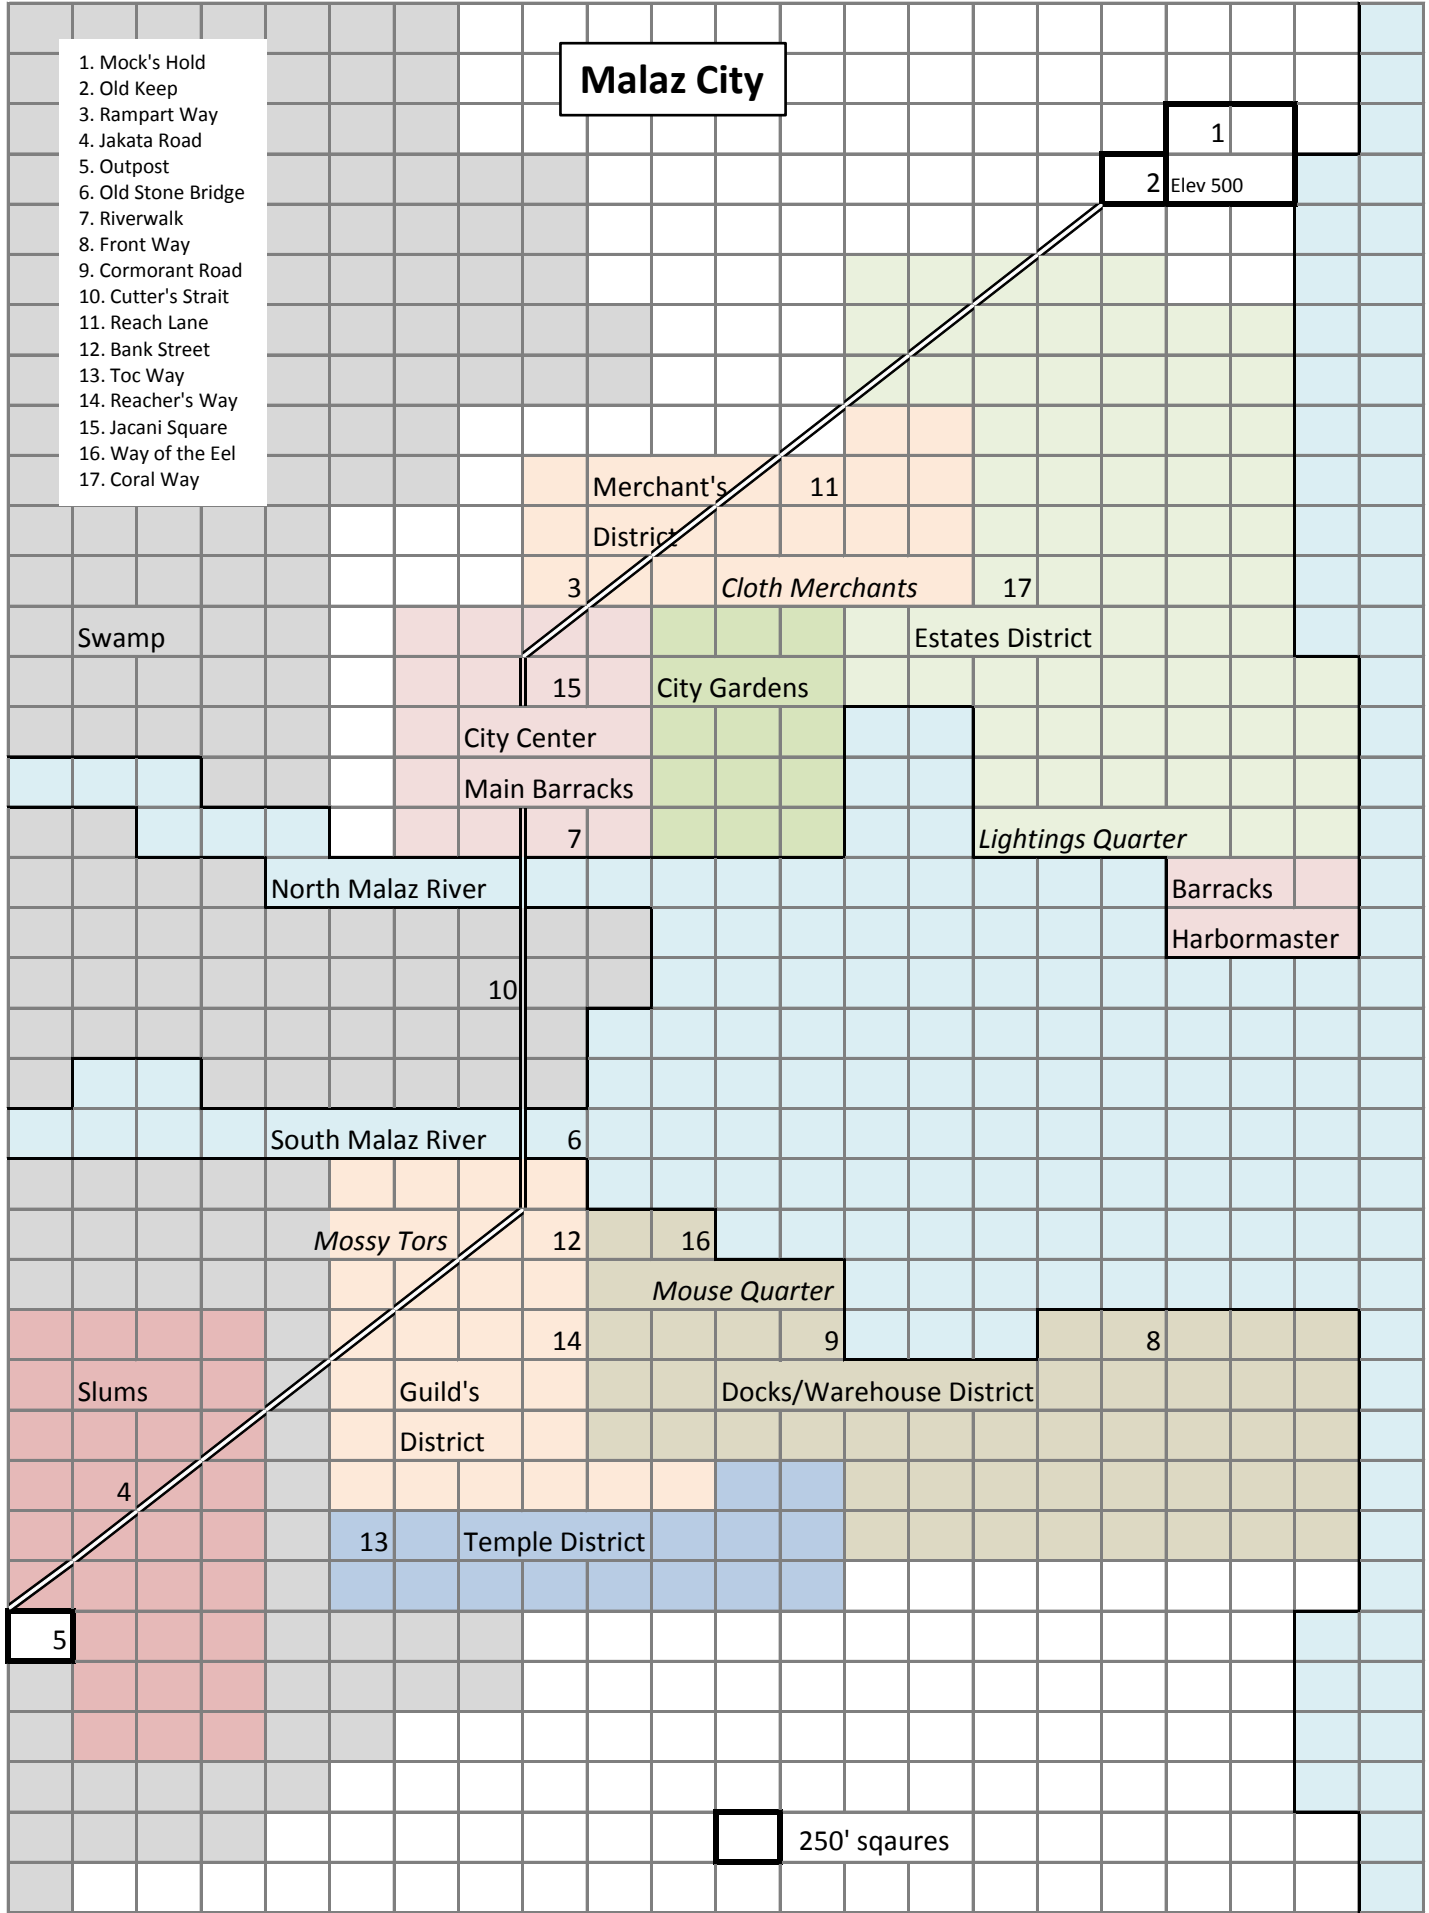 Malaz City
1. Mock's Hold
2. Old Keep
3. Rampart Way
4. Jakata Road
5. Outpost
6. Old Stone Bridge
7. Riverwalk
8. Front Way
9. Cormorant Road
10. Cutter's Strait
11. Reach Lane
12. Bank Street
13. Toc Way
14. Reacher's Way
15. Jacani Square
16. Way of the Eel
17. Coral Way
1
2 Elev 500
Merchant's 11
District
3 Cloth Merchants 17
Swamp Estates District
15 City Gardens
City Center
Main Barracks
7 Lightings Quarter
North Malaz River Barracks
Harbormaster
10
South Malaz River 6
Mossy Tors 12 16
Mouse Quarter
14 9 8
Slums Guild's Docks/Warehouse District
District
4
13 Temple District
5
250' sqaures